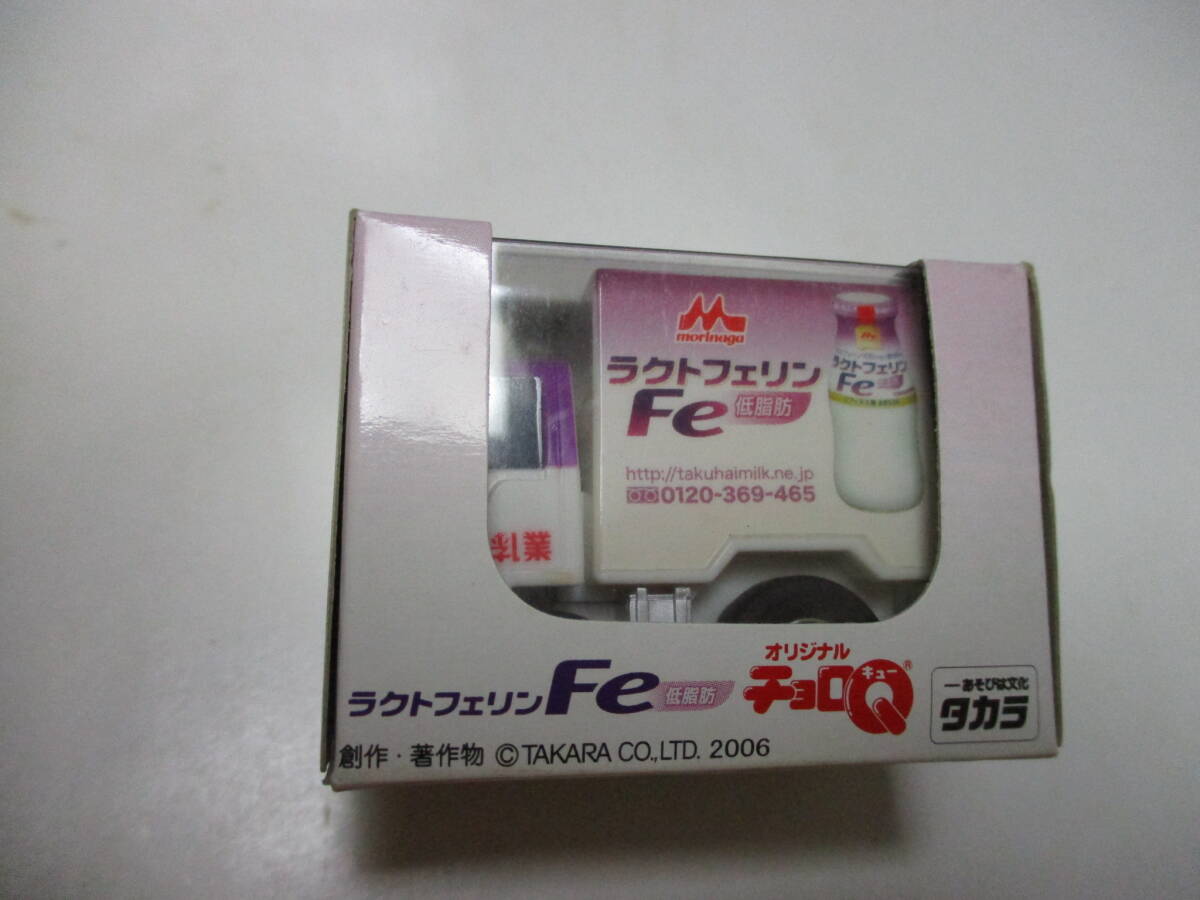 morinaga
ラクトフェリン
Fe 低脂肪
http://takuhaimilk.ne.jp
0120-369-465
ラクトフェリン
Fe
乳業
ラクトフェリン Fe 低脂肪
オリジナル
チョロQ キュー ®
あそびは文化
タカラ
創作・著作物 ©TAKARA CO.,LTD. 2006